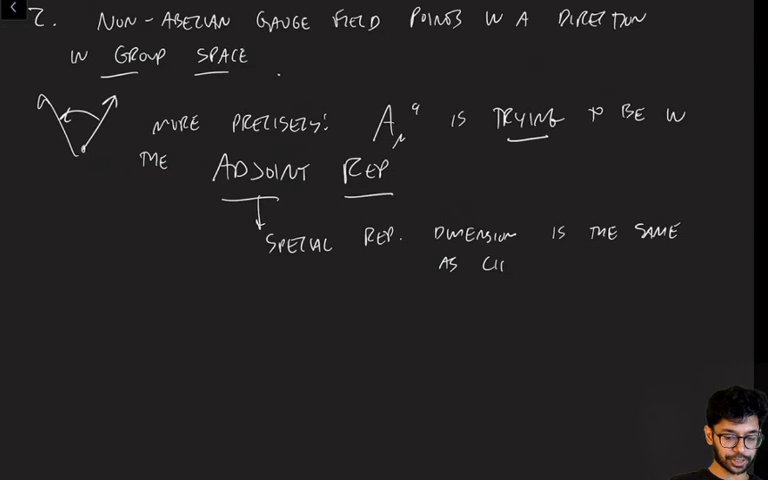 2. NON-ABELIAN GAUGE FIELD POINTS IN A DIRECTION
IN GROUP SPACE.
MORE PRECISELY: A_μ^a IS TRYING TO BE IN
THE ADJOINT REP
SPECIAL REP. DIMENSION IS THE SAME
AS